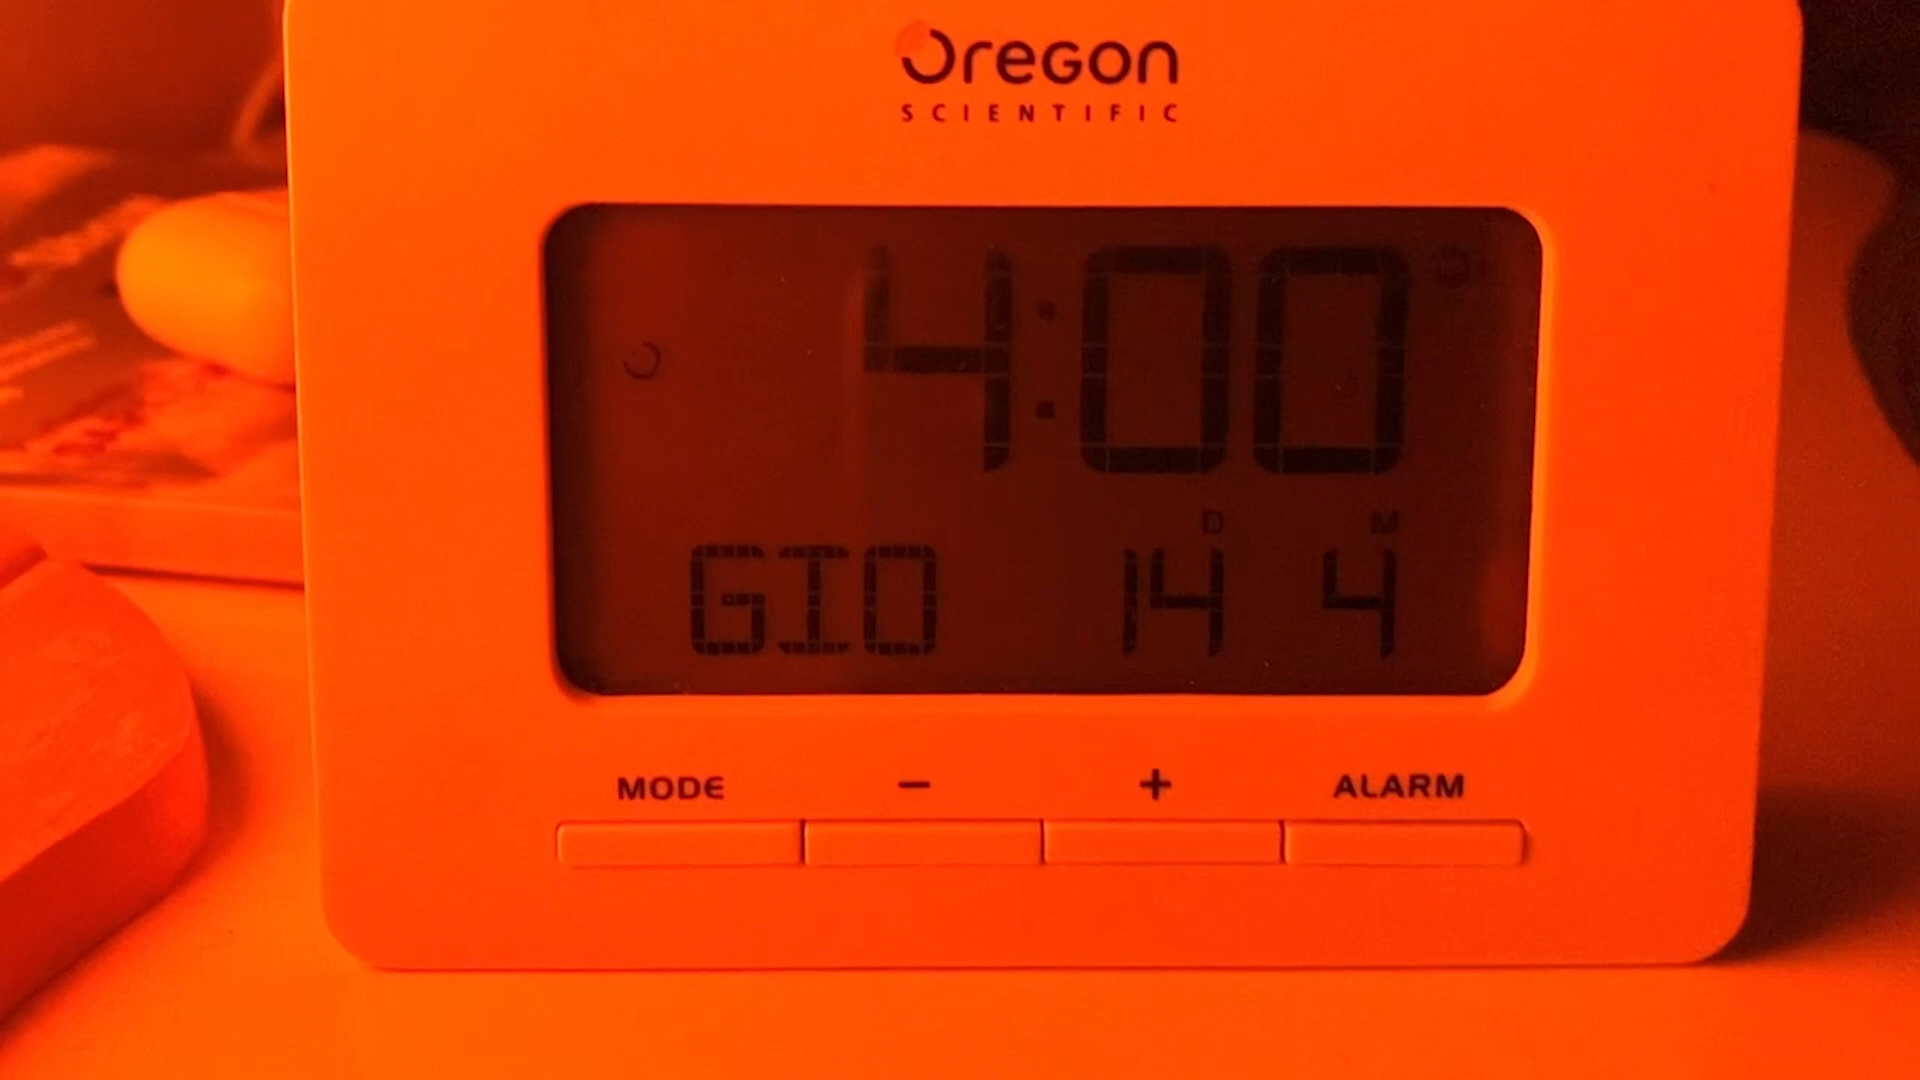 Oregon
SCIENTIFIC
4:00
D M
GIO 14 4
MODE - + ALARM